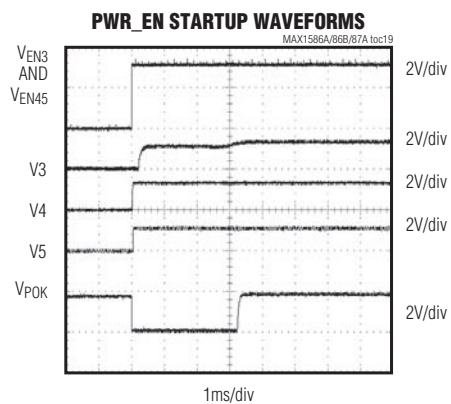 PWR_EN STARTUP WAVEFORMS
MAX1586A/86B/87A toc19
VEN3
AND
VEN45
2V/div
2V/div
V3
2V/div
V4
2V/div
V5
VPOK
2V/div
1ms/div